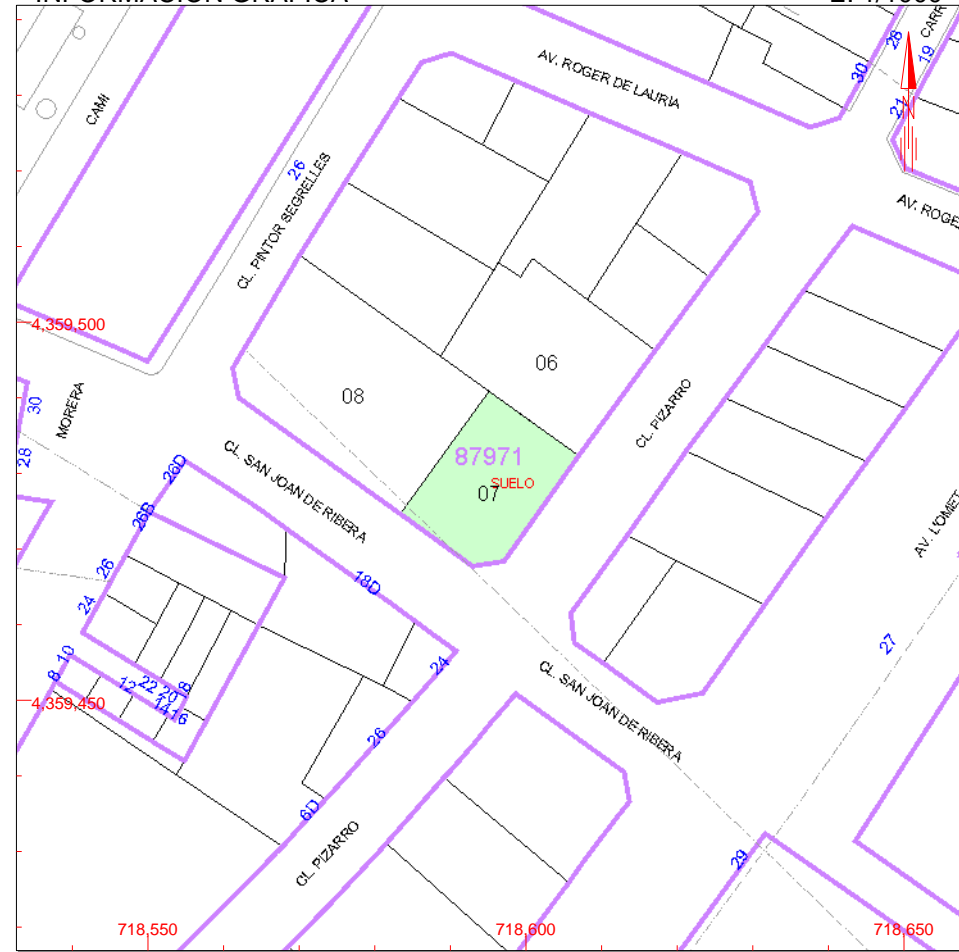 28
CARR
19
AV. ROGER DE LAURIA
30
21
N
CAMI
26
CL. PINTOR SEGRELLES
AV. ROGE
4,359,500
06
08
30
MORERA
CL. PIZARRO
28
87971
SUELO
07
CL. SAN JOAN DE RIBERA
26D
26B
AV. L'OMET
26
18D
24
27
10
24
8
12
22
20
18
14
16
CL. SAN JOAN DE RIBERA
4,359,450
26
6D
CL. PIZARRO
29
718,550
718,600
718,650